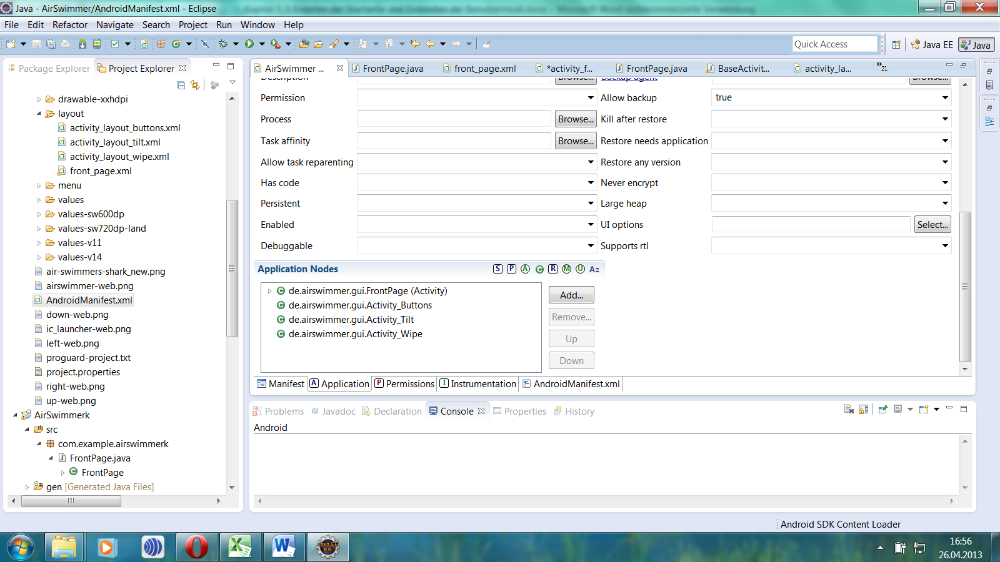 Java - AirSwimmer/AndroidManifest.xml - Eclipse
File Edit Refactor Navigate Search Project Run Window Help
Quick Access
Java EE
Java
Package Explorer
Project Explorer
drawable-xxhdpi
layout
activity_layout_buttons.xml
activity_layout_tilt.xml
activity_layout_wipe.xml
front_page.xml
menu
values
values-sw600dp
values-sw720dp-land
values-v11
values-v14
air-swimmers-shark_new.png
airswimmer-web.png
AndroidManifest.xml
down-web.png
ic_launcher-web.png
left-web.png
proguard-project.txt
project.properties
right-web.png
up-web.png
AirSwimmerk
src
com.example.airswimmerk
FrontPage.java
FrontPage
gen [Generated Java Files]
AirSwimmer ...
FrontPage.java
front_page.xml
*activity_f...
FrontPage.java
BaseActivit...
activity_la...
»21
Description Browse... Backup agent Browse...
Permission Allow backup true
Process Browse... Kill after restore
Task affinity Browse... Restore needs application
Allow task reparenting Restore any version
Has code Never encrypt
Persistent Large heap
Enabled UI options Select...
Debuggable Supports rtl
Application Nodes S P A C R M U Az
de.airswimmer.gui.FrontPage (Activity)
de.airswimmer.gui.Activity_Buttons
de.airswimmer.gui.Activity_Tilt
de.airswimmer.gui.Activity_Wipe
Add...
Remove...
Up
Down
Manifest A Application P Permissions I Instrumentation AndroidManifest.xml
Problems @ Javadoc Declaration Console Properties History
Android
Android SDK Content Loader
Java EE
IDE
16:56
26.04.2013